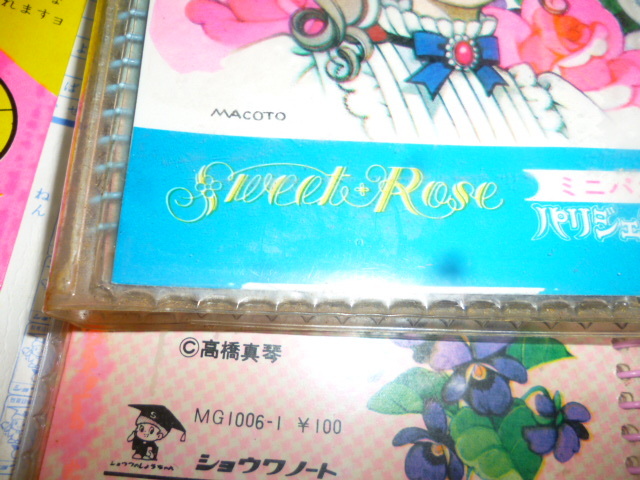 れますヨ
MACOTO
Sweet Rose
ミニパ
パリジェ
©高橋真琴
MG1006-1 ¥100
ショウワノート